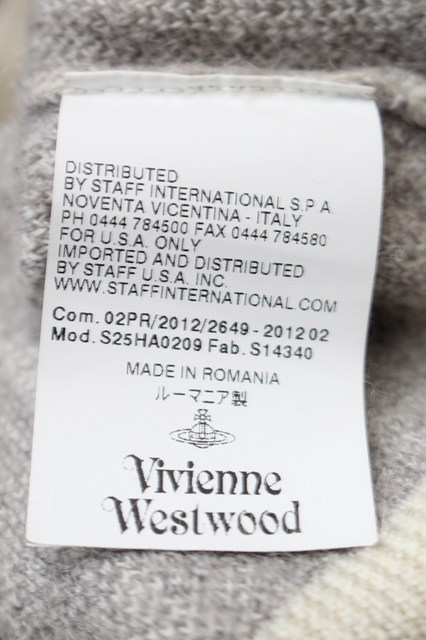 DISTRIBUTED
BY STAFF INTERNATIONAL S.P.A.
NOVENTA VICENTINA - ITALY
PH 0444 784500 FAX 0444 784580
FOR U.S.A. ONLY
IMPORTED AND DISTRIBUTED
BY STAFF U.S.A. INC.
WWW.STAFFINTERNATIONAL.COM
Com. 02PR/2012/2649 - 2012 02
Mod. S25HA0209 Fab. S14340
MADE IN ROMANIA
ルーマニア製
Vivienne
Westwood